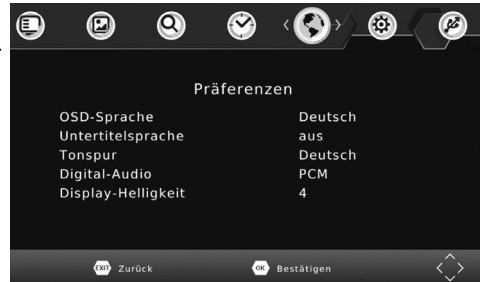 Präferenzen
OSD-Sprache Deutsch
Untertitelsprache aus
Tonspur Deutsch
Digital-Audio PCM
Display-Helligkeit 4
EXIT Zurück OK Bestätigen